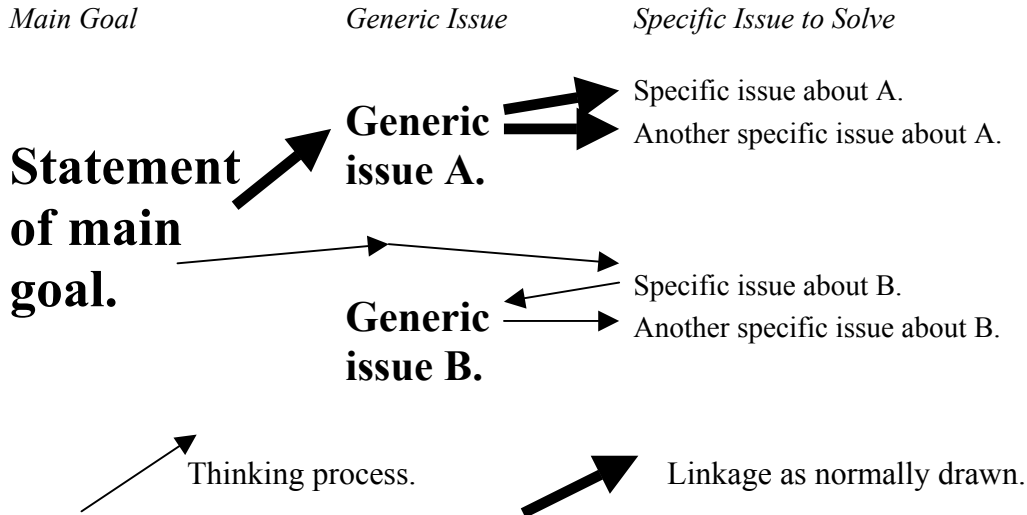 Main Goal
Generic Issue
Specific Issue to Solve
Statement
of main
goal.
Generic
issue A.
Specific issue about A.
Another specific issue about A.
Generic
issue B.
Specific issue about B.
Another specific issue about B.
Thinking process.
Linkage as normally drawn.